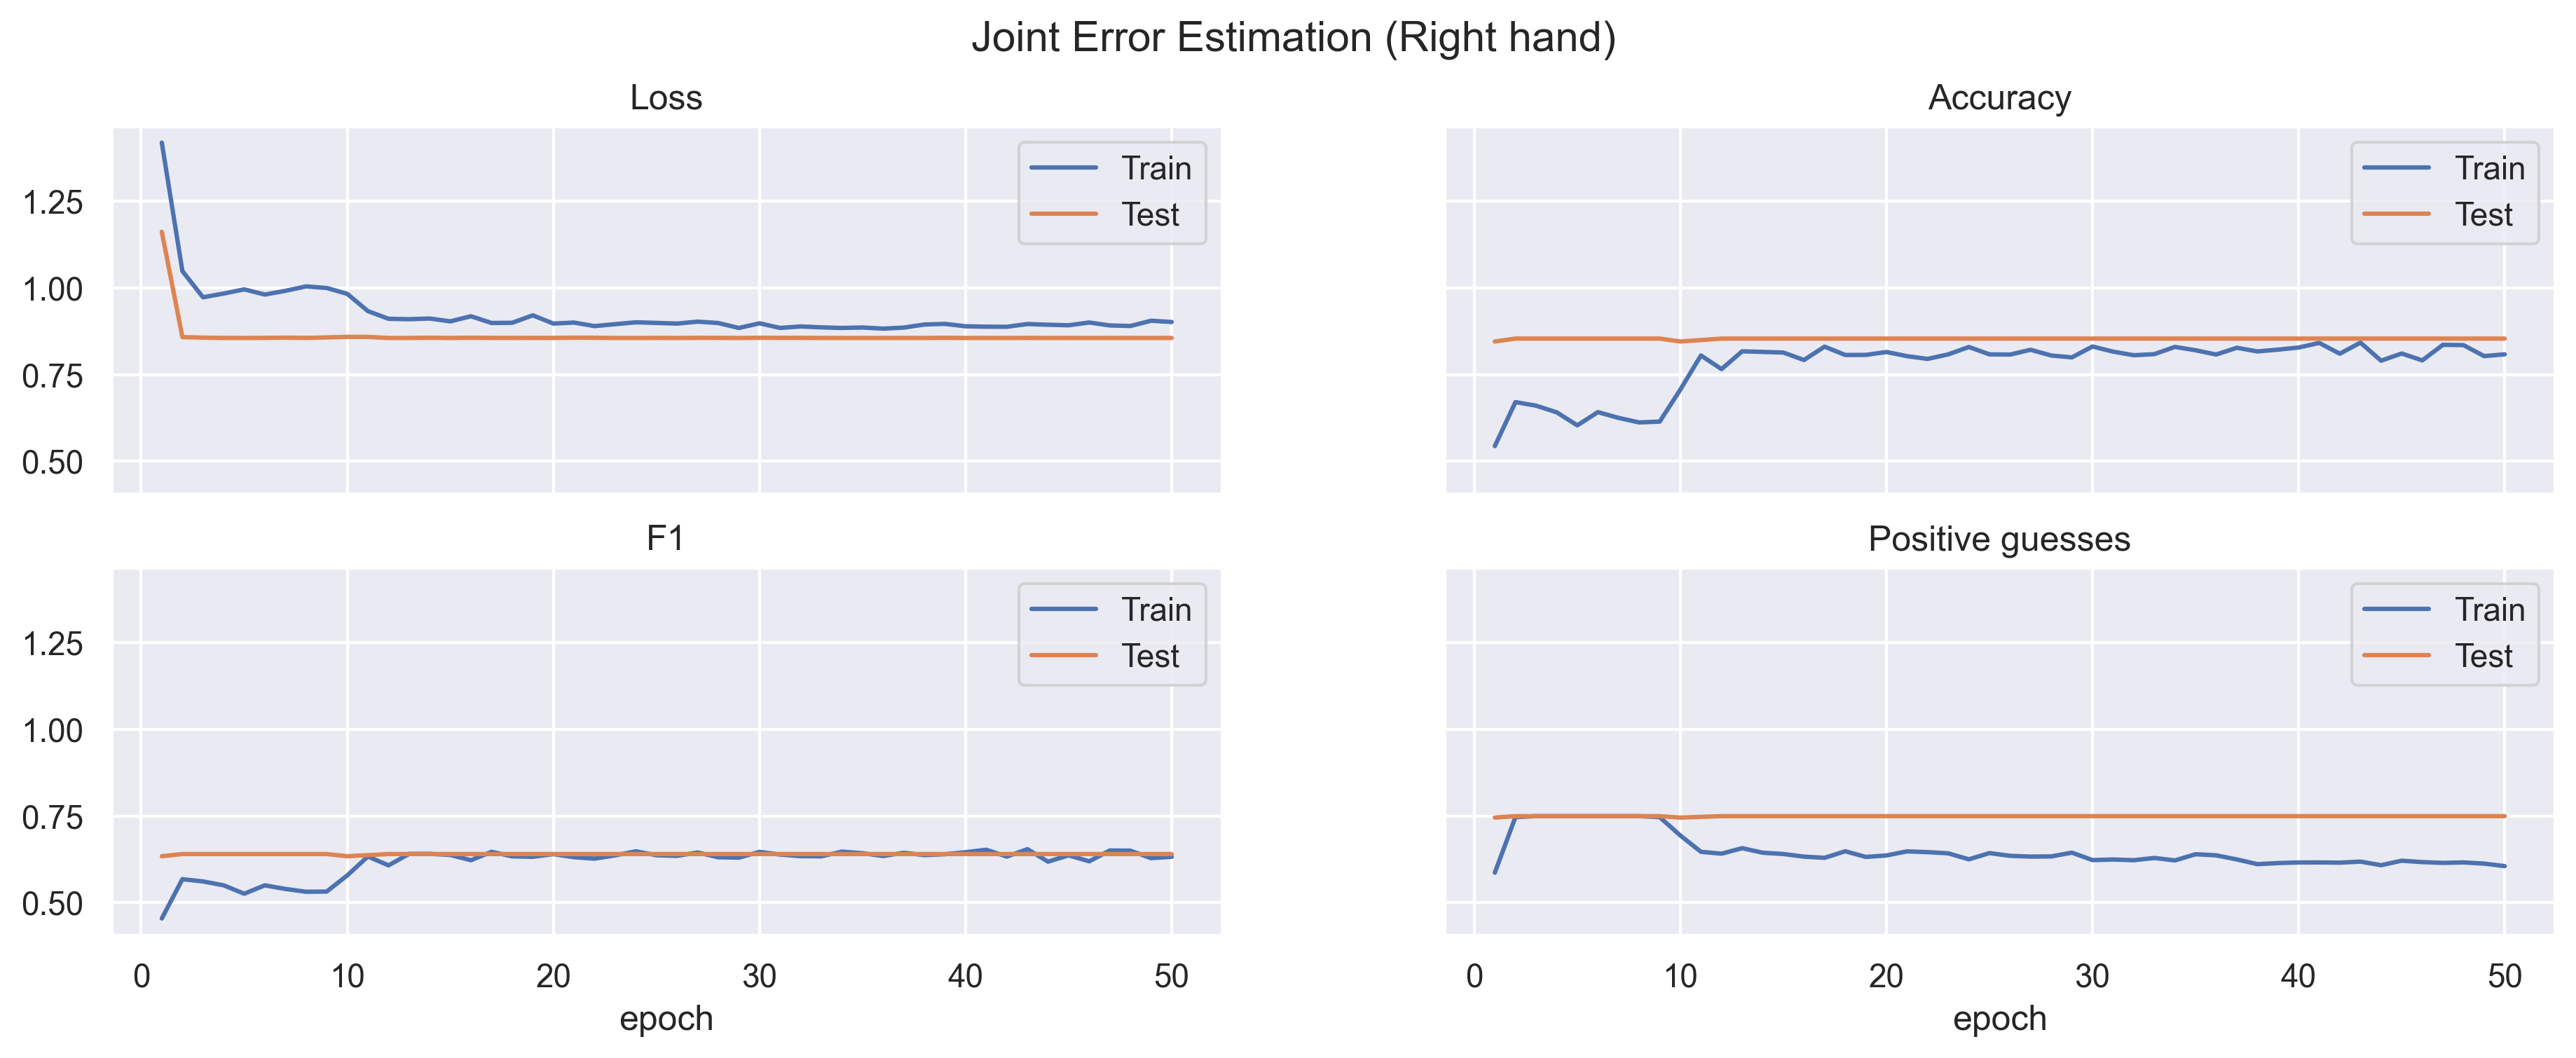 Joint Error Estimation (Right hand)
Loss
Accuracy
1.25
1.00
0.75
0.50
Train
Test
Train
Test
F1
Positive guesses
1.25
1.00
0.75
0.50
Train
Test
Train
Test
0 10 20 30 40 50
0 10 20 30 40 50
epoch
epoch